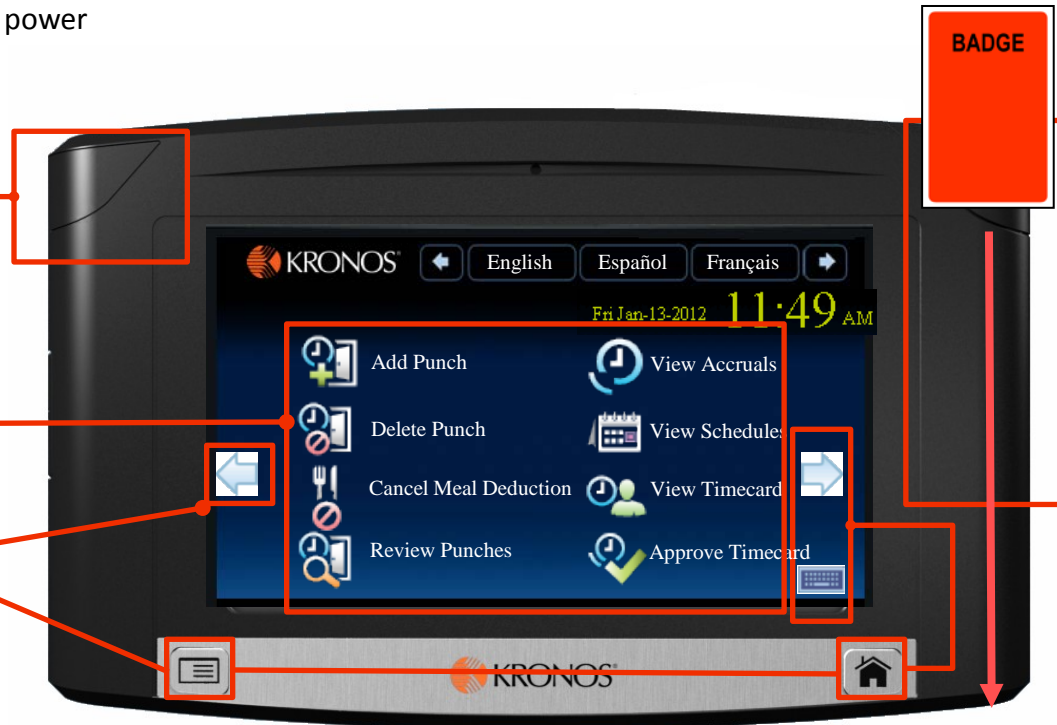 power
BADGE
KRONOS
English
Español
Français
Fri Jan-13-2012 11:49 AM
Add Punch
View Accruals
Delete Punch
View Schedules
Cancel Meal Deduction
View Timecard
Review Punches
Approve Timecard
KRONOS